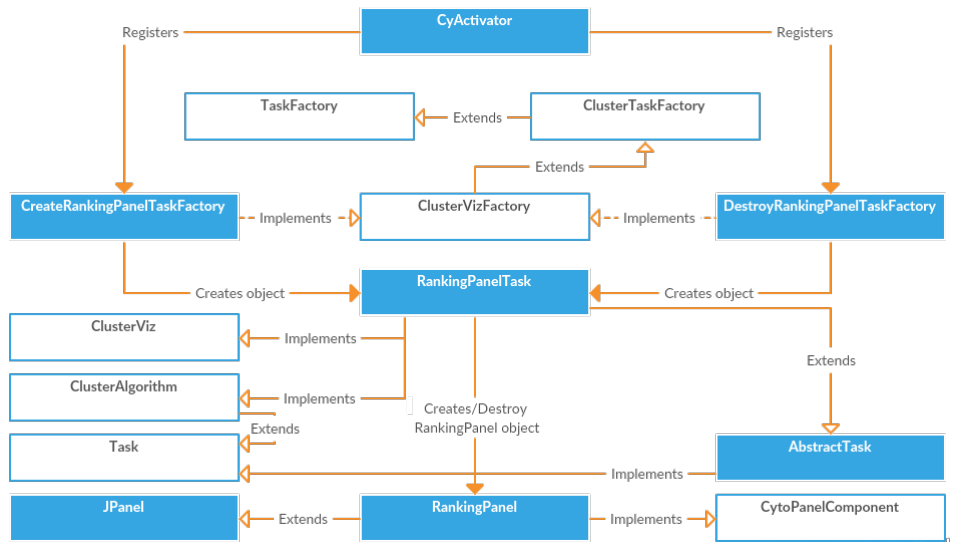 CyActivator
Registers
Registers
TaskFactory
Extends
ClusterTaskFactory
Extends
CreateRankingPanelTaskFactory
Implements
ClusterVizFactory
Implements
DestroyRankingPanelTaskFactory
RankingPanelTask
Creates object
Creates object
ClusterViz
Implements
Extends
ClusterAlgorithm
Implements
Creates/Destroy
RankingPanel object
Extends
Task
AbstractTask
Implements
JPanel
Extends
RankingPanel
Implements
CytoPanelComponent